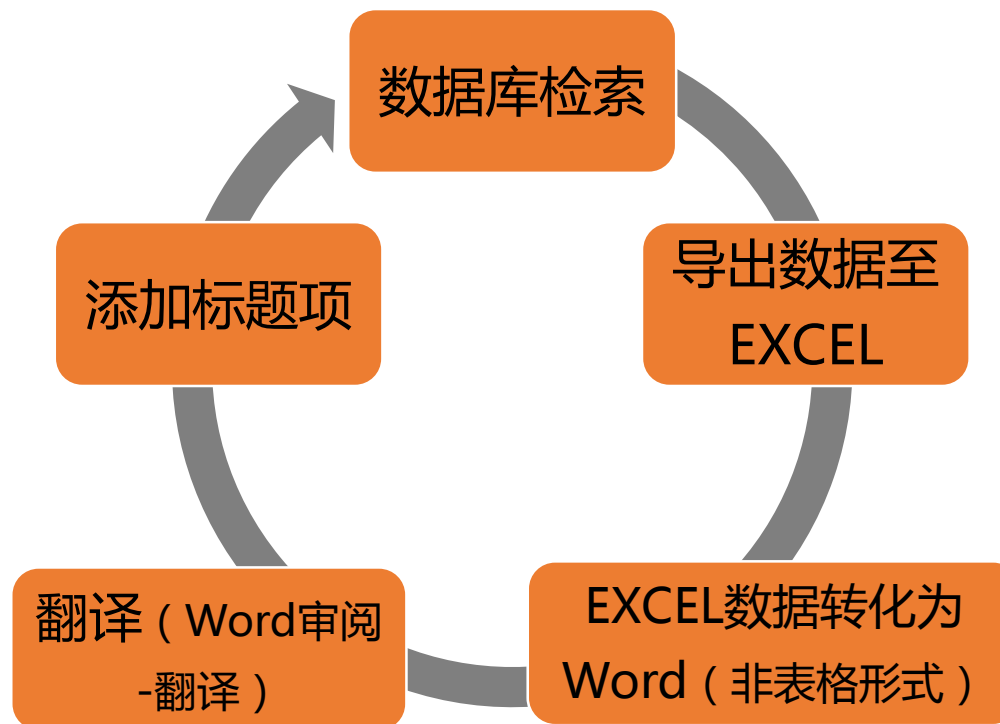 数据库检索
导出数据至
EXCEL
EXCEL数据转化为
Word（非表格形式）
翻译（Word审阅
-翻译）
添加标题项